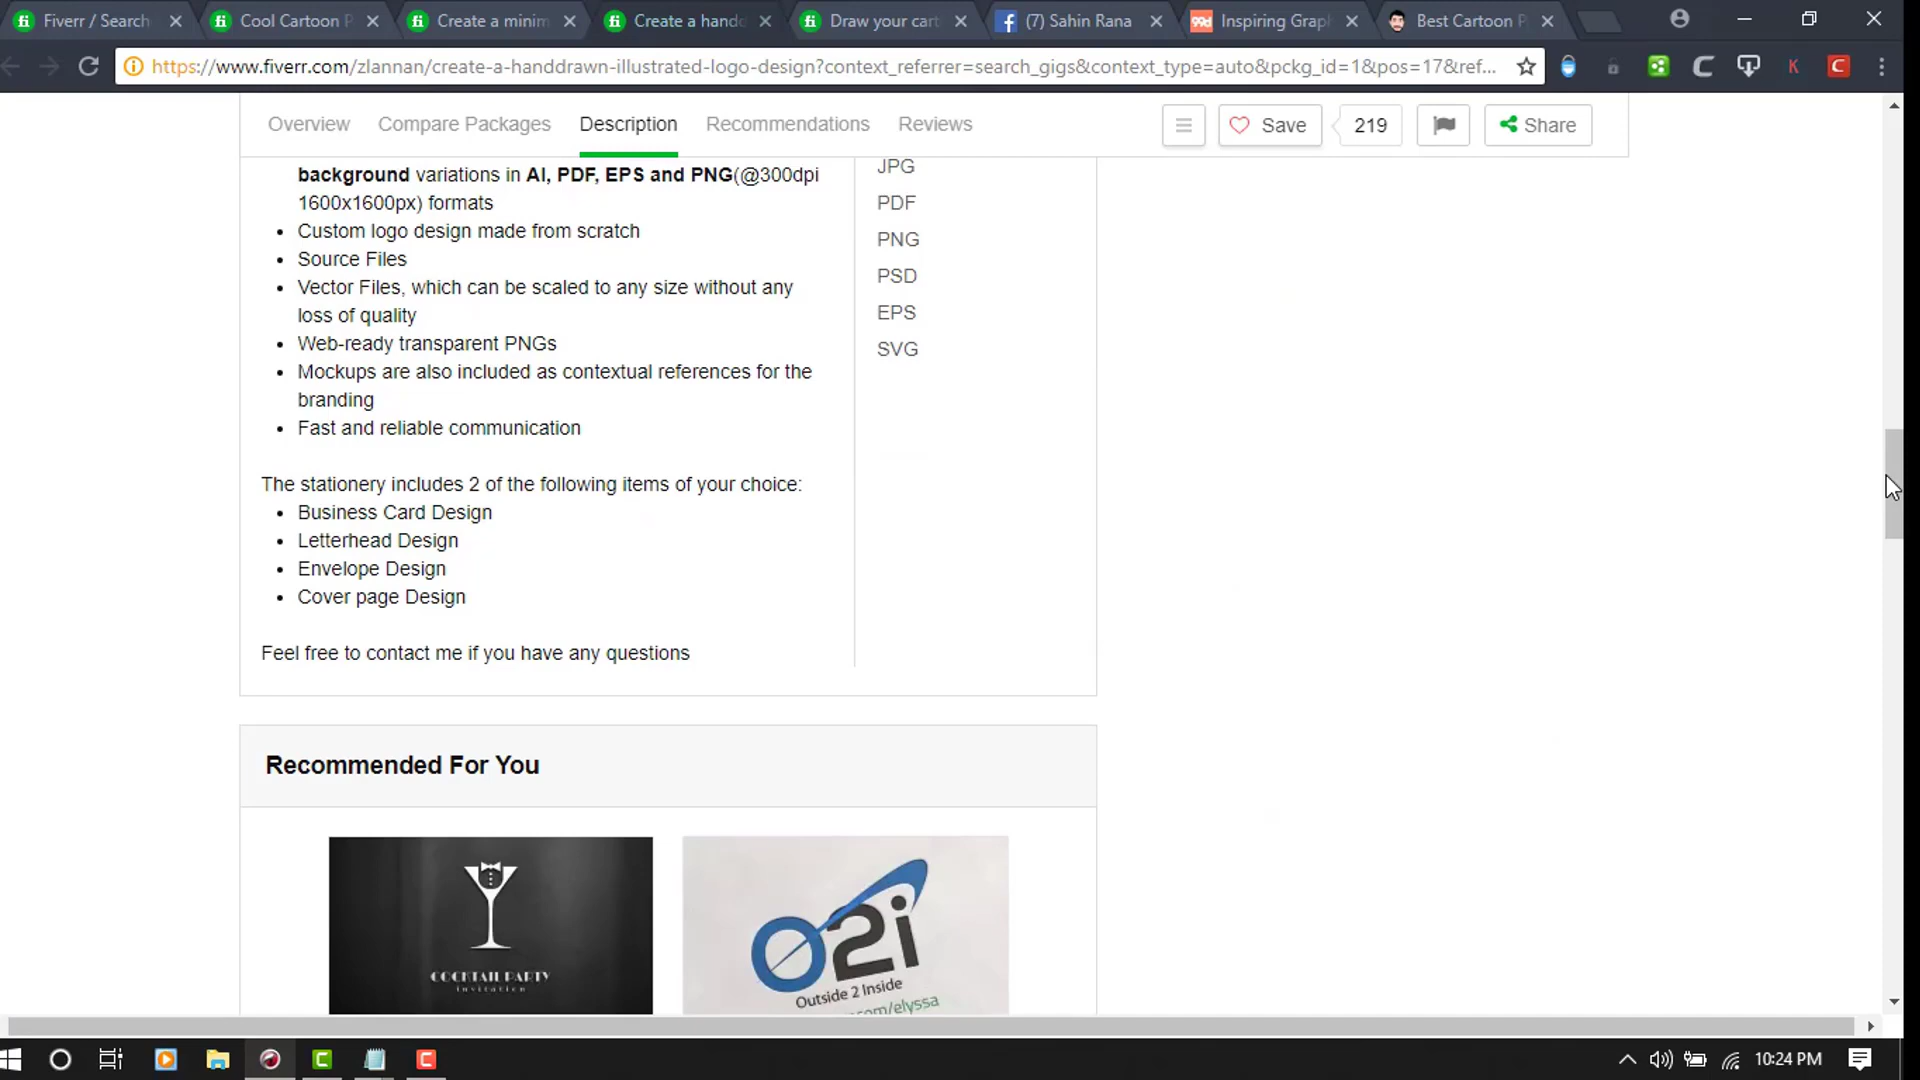 Fiverr / Search
Cool Cartoon P
Create a minim
Create a hando
Draw your cart
(7) Sahin Rana
99d Inspiring Grap
Best Cartoon P
https://www.fiverr.com/zlannan/create-a-handdrawn-illustrated-logo-design?context_referrer=search_gigs&context_type=auto&pckg_id=1&pos=17&ref...
Overview
Compare Packages
Description
Recommendations
Reviews
Save
219
Share
background variations in AI, PDF, EPS and PNG(@300dpi
1600x1600px) formats
Custom logo design made from scratch
Source Files
Vector Files, which can be scaled to any size without any
loss of quality
Web-ready transparent PNGs
Mockups are also included as contextual references for the
branding
Fast and reliable communication
The stationery includes 2 of the following items of your choice:
Business Card Design
Letterhead Design
Envelope Design
Cover page Design
Feel free to contact me if you have any questions
JPG
PDF
PNG
PSD
EPS
SVG
Recommended For You
COCKTAIL PARTY
invitation
o2i
Outside 2 Inside
com/elyssa
10:24 PM